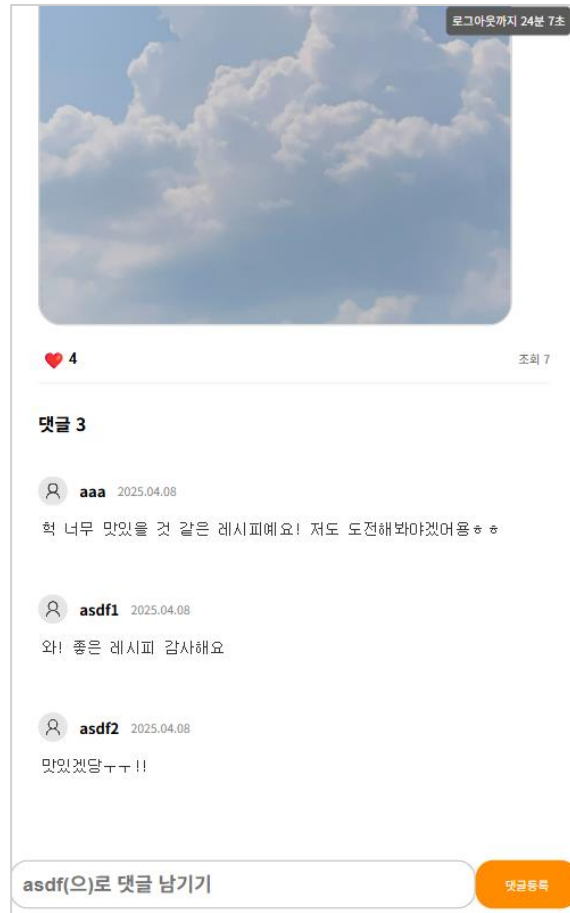 로그아웃까지 24분 7초
❤️ 4
조회 7
댓글 3
aaa 2025.04.08
헉 너무 맛있을 것 같은 레시피예요! 저도 도전해봐야겠어용ㅎㅎ
asdf1 2025.04.08
와! 좋은 레시피 감사해요
asdf2 2025.04.08
맛있겠당ㅜㅜ!!
asdf(으)로 댓글 남기기
댓글등록